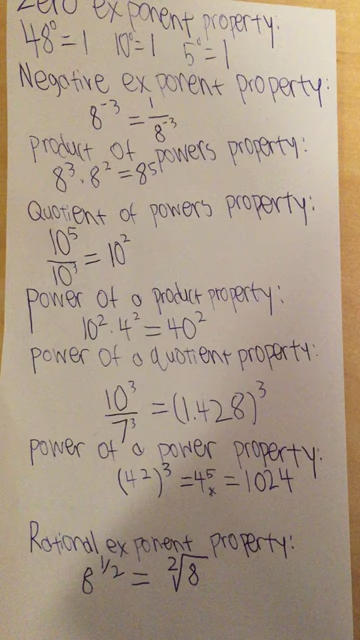 Zero exponent property:
48⁰=1 10⁰=1 5⁰=1
Negative exponent property:
8⁻³ = 1/8⁻³
product of powers property:
8³·8²=8⁵
Quotient of powers property:
10⁵/10³ = 10²
power of a product property:
10²·4²=40²
power of a quotient property:
10³/7³ = (1.428)³
power of a power property:
(42)³ =4⁵ₓ = 1024
Rational exponent property:
8^1/2 = ²√8